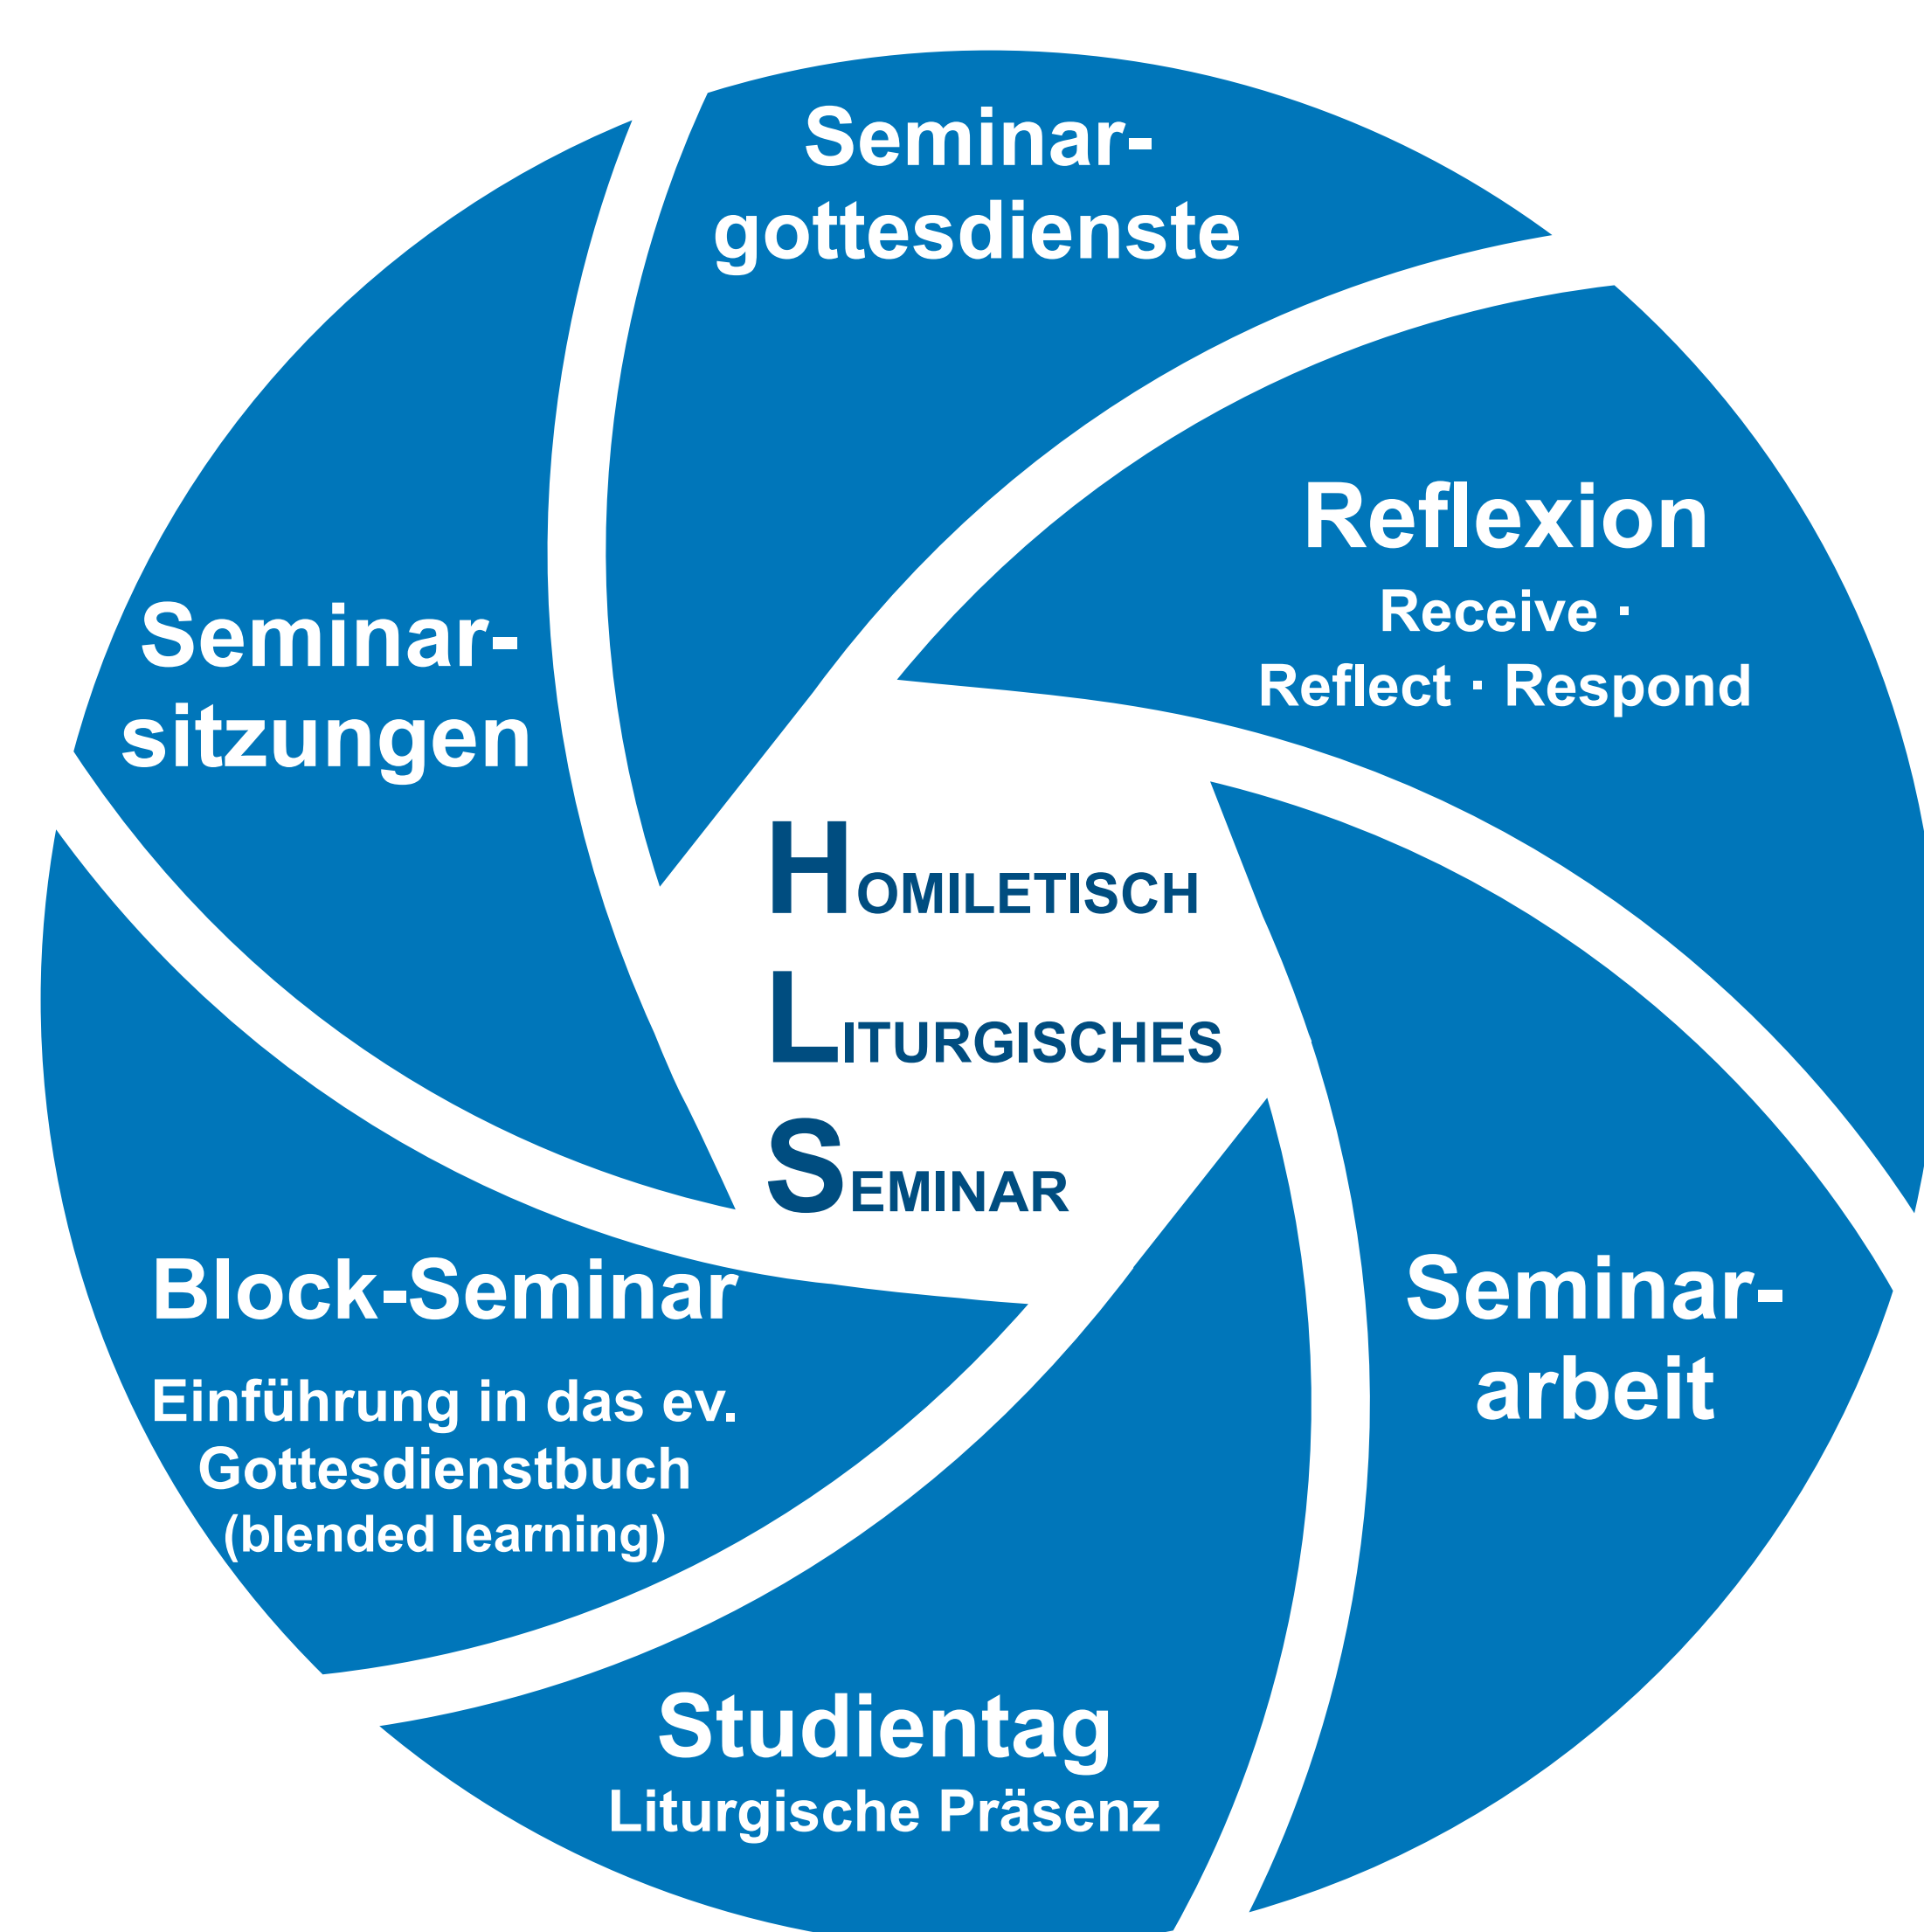 Seminar-
gottesdienste
Reflexion
Receive ·
Reflect · Respond
Seminar-
sitzungen
HOMILETISCH
LITURGISCHES
SEMINAR
Block-Seminar
Einführung in das ev.
Gottesdienstbuch
(blended learning)
Seminar-
arbeit
Studientag
Liturgische Präsenz